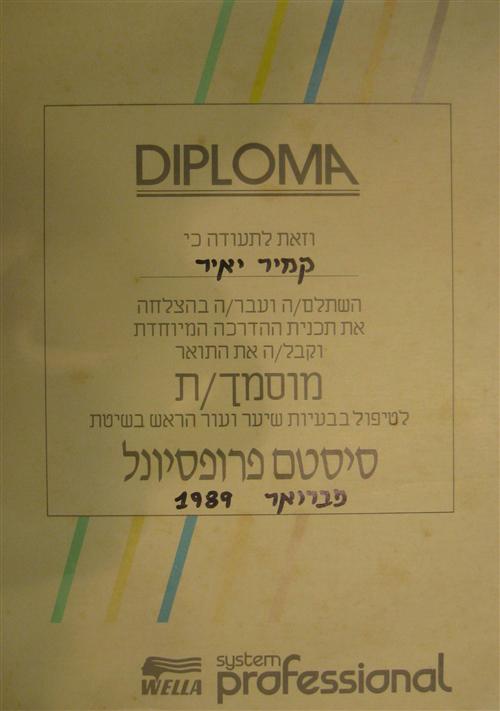 DIPLOMA
וזאת לתעודה כי
קמיר יאיר
השתלם/ה ועבר/ה בהצלחה
את תכנית ההדרכה המיוחדת
וקבל/ה את התואר
מוסמך/ת
לטיפול בבעיות שיער ועור הראש בשיטת
סיסטם פרופסיונל
פברואר 1989
system
WELLA professional